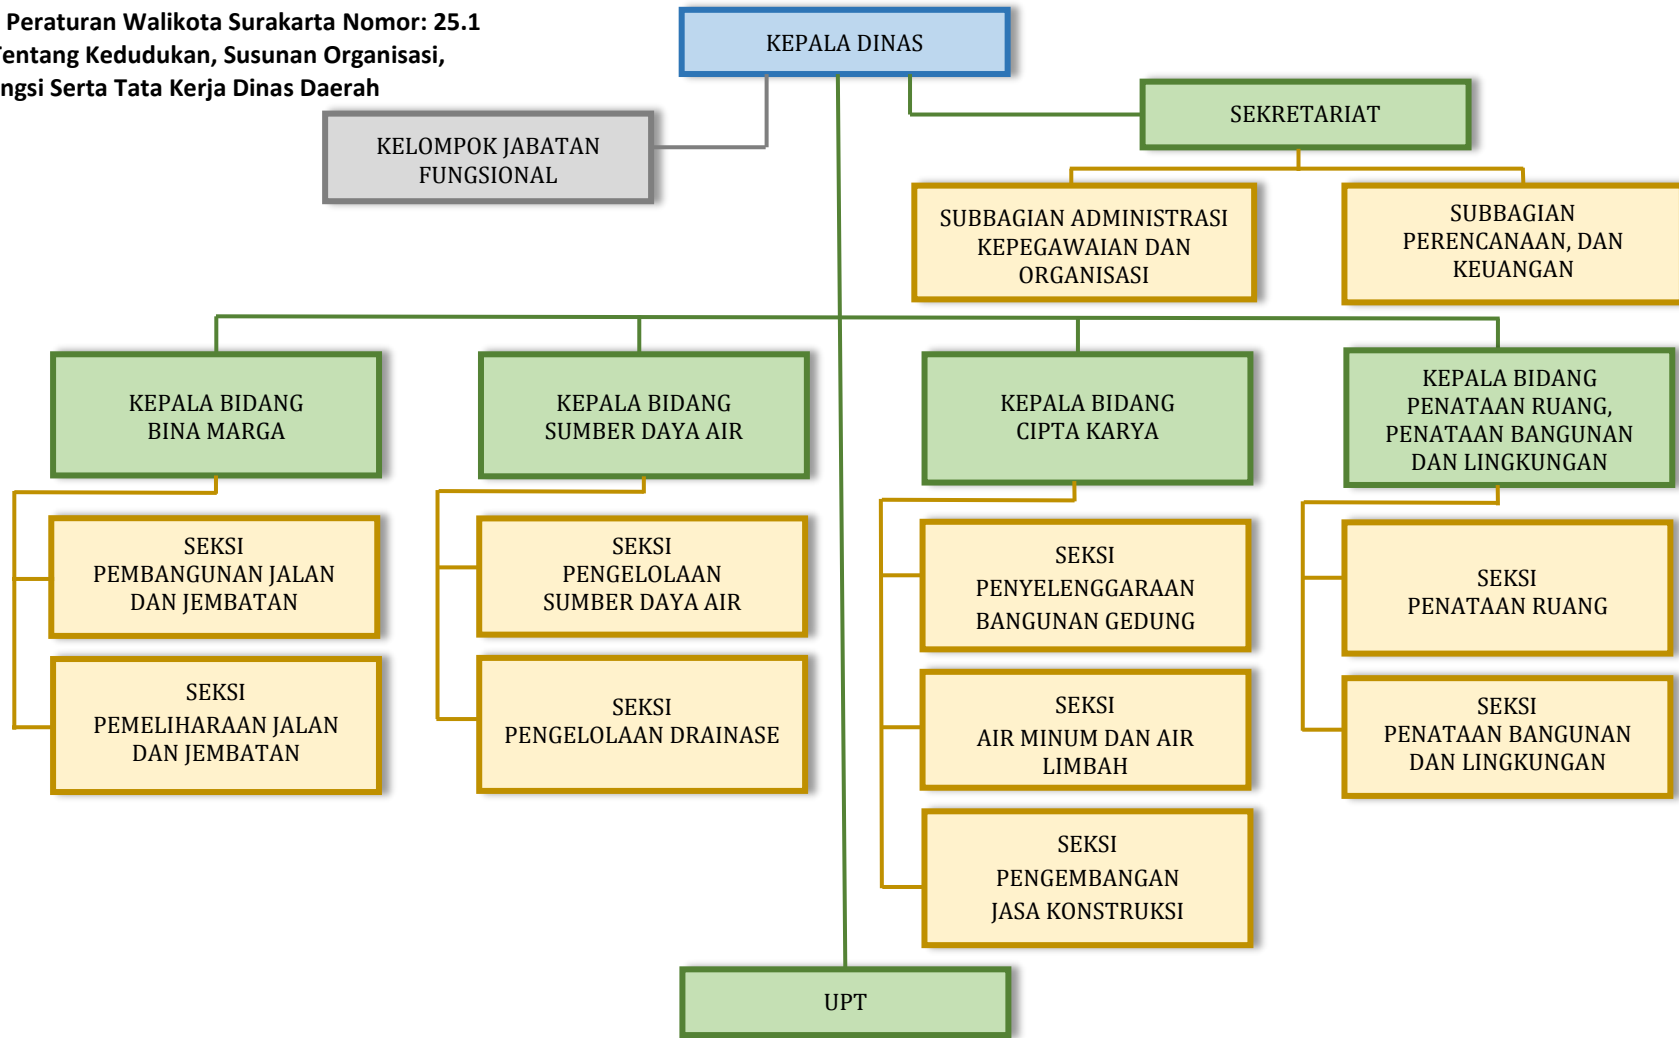 Peraturan Walikota Surakarta Nomor: 25.1
Tentang Kedudukan, Susunan Organisasi,
Serta Tata Kerja Dinas Daerah
KEPALA DINAS
SEKRETARIAT
KELOMPOK JABATAN
FUNGSIONAL
SUBBAGIAN ADMINISTRASI
KEPEGAWAIAN DAN
ORGANISASI
SUBBAGIAN
PERENCANAAN, DAN
KEUANGAN
KEPALA BIDANG
BINA MARGA
KEPALA BIDANG
SUMBER DAYA AIR
KEPALA BIDANG
CIPTA KARYA
KEPALA BIDANG
PENATAAN RUANG,
PENATAAN BANGUNAN
DAN LINGKUNGAN
SEKSI
PEMBANGUNAN JALAN
DAN JEMBATAN
SEKSI
PEMELIHARAAN JALAN
DAN JEMBATAN
SEKSI
PENGELOLAAN
SUMBER DAYA AIR
SEKSI
PENGELOLAAN DRAINASE
SEKSI
PENYELENGGARAAN
BANGUNAN GEDUNG
SEKSI
AIR MINUM DAN AIR
LIMBAH
SEKSI
PENGEMBANGAN
JASA KONSTRUKSI
SEKSI
PENATAAN RUANG
SEKSI
PENATAAN BANGUNAN
DAN LINGKUNGAN
UPT